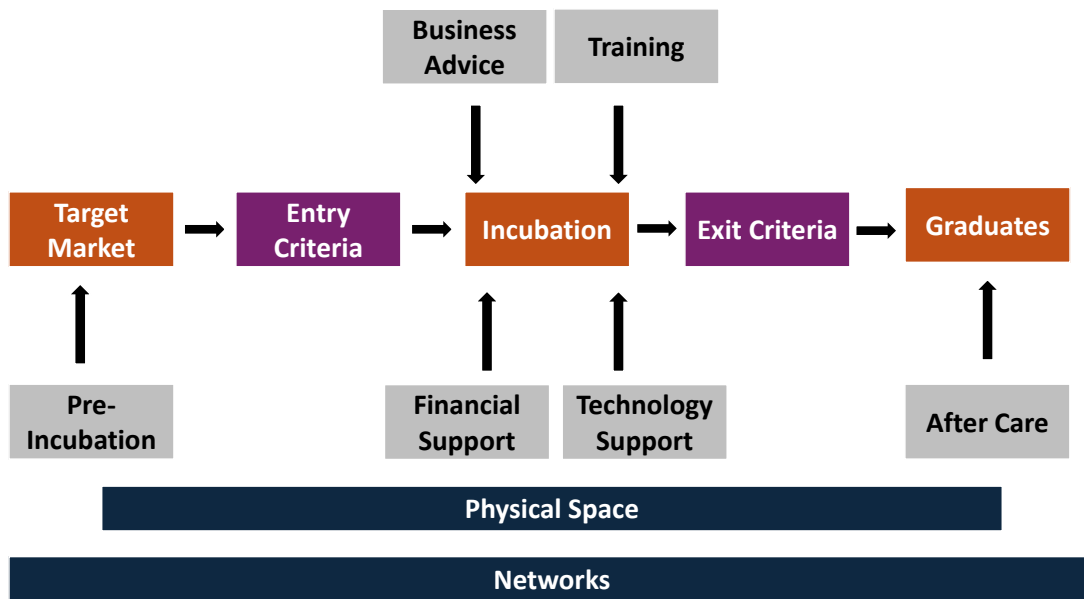 Business
Advice
Training
Target
Market
Entry
Criteria
Incubation
Exit Criteria
Graduates
Pre-
Incubation
Financial
Support
Technology
Support
After Care
Physical Space
Networks